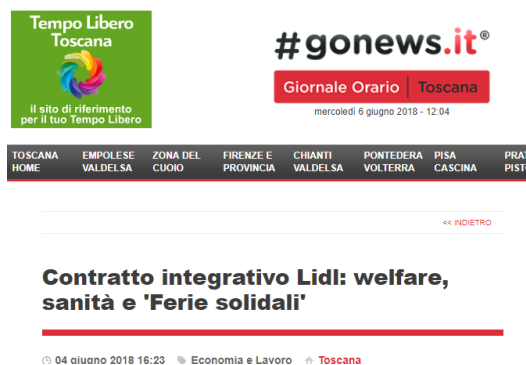 Tempo Libero
Toscana
il sito di riferimento
per il tuo Tempo Libero
#gonews.it®
Giornale Orario | Toscana
mercoledì 6 giugno 2018 - 12:04
TOSCANA HOME
EMPOLESE VALDELSA
ZONA DEL CUOIO
FIRENZE E PROVINCIA
CHIANTI VALDELSA
PONTEDERA VOLTERRA
PISA CASCINA
<< INDIETRO
Contratto integrativo Lidl: welfare,
sanità e 'Ferie solidali'
04 giugno 2018 16:23 Economia e Lavoro Toscana